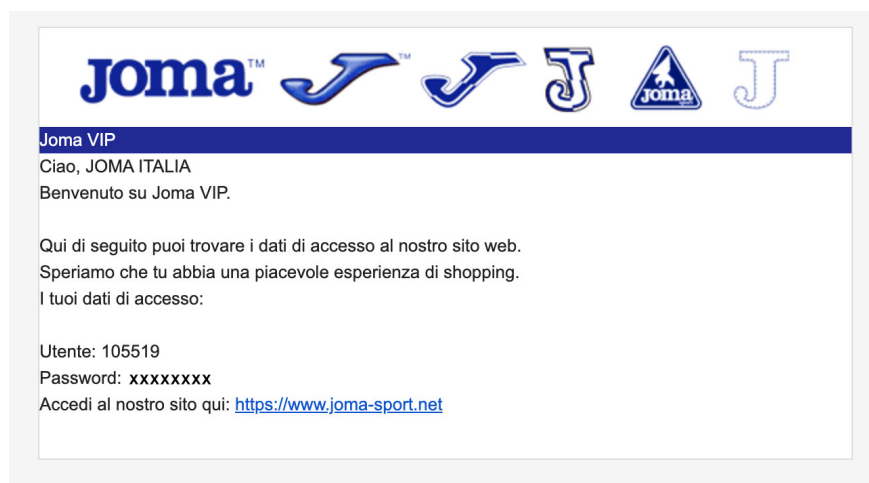 Joma™ ™
Joma
Joma VIP
Ciao, JOMA ITALIA
Benvenuto su Joma VIP.
Qui di seguito puoi trovare i dati di accesso al nostro sito web.
Speriamo che tu abbia una piacevole esperienza di shopping.
I tuoi dati di accesso:
Utente: 105519
Password: xxxxxxxx
Accedi al nostro sito qui: https://www.joma-sport.net